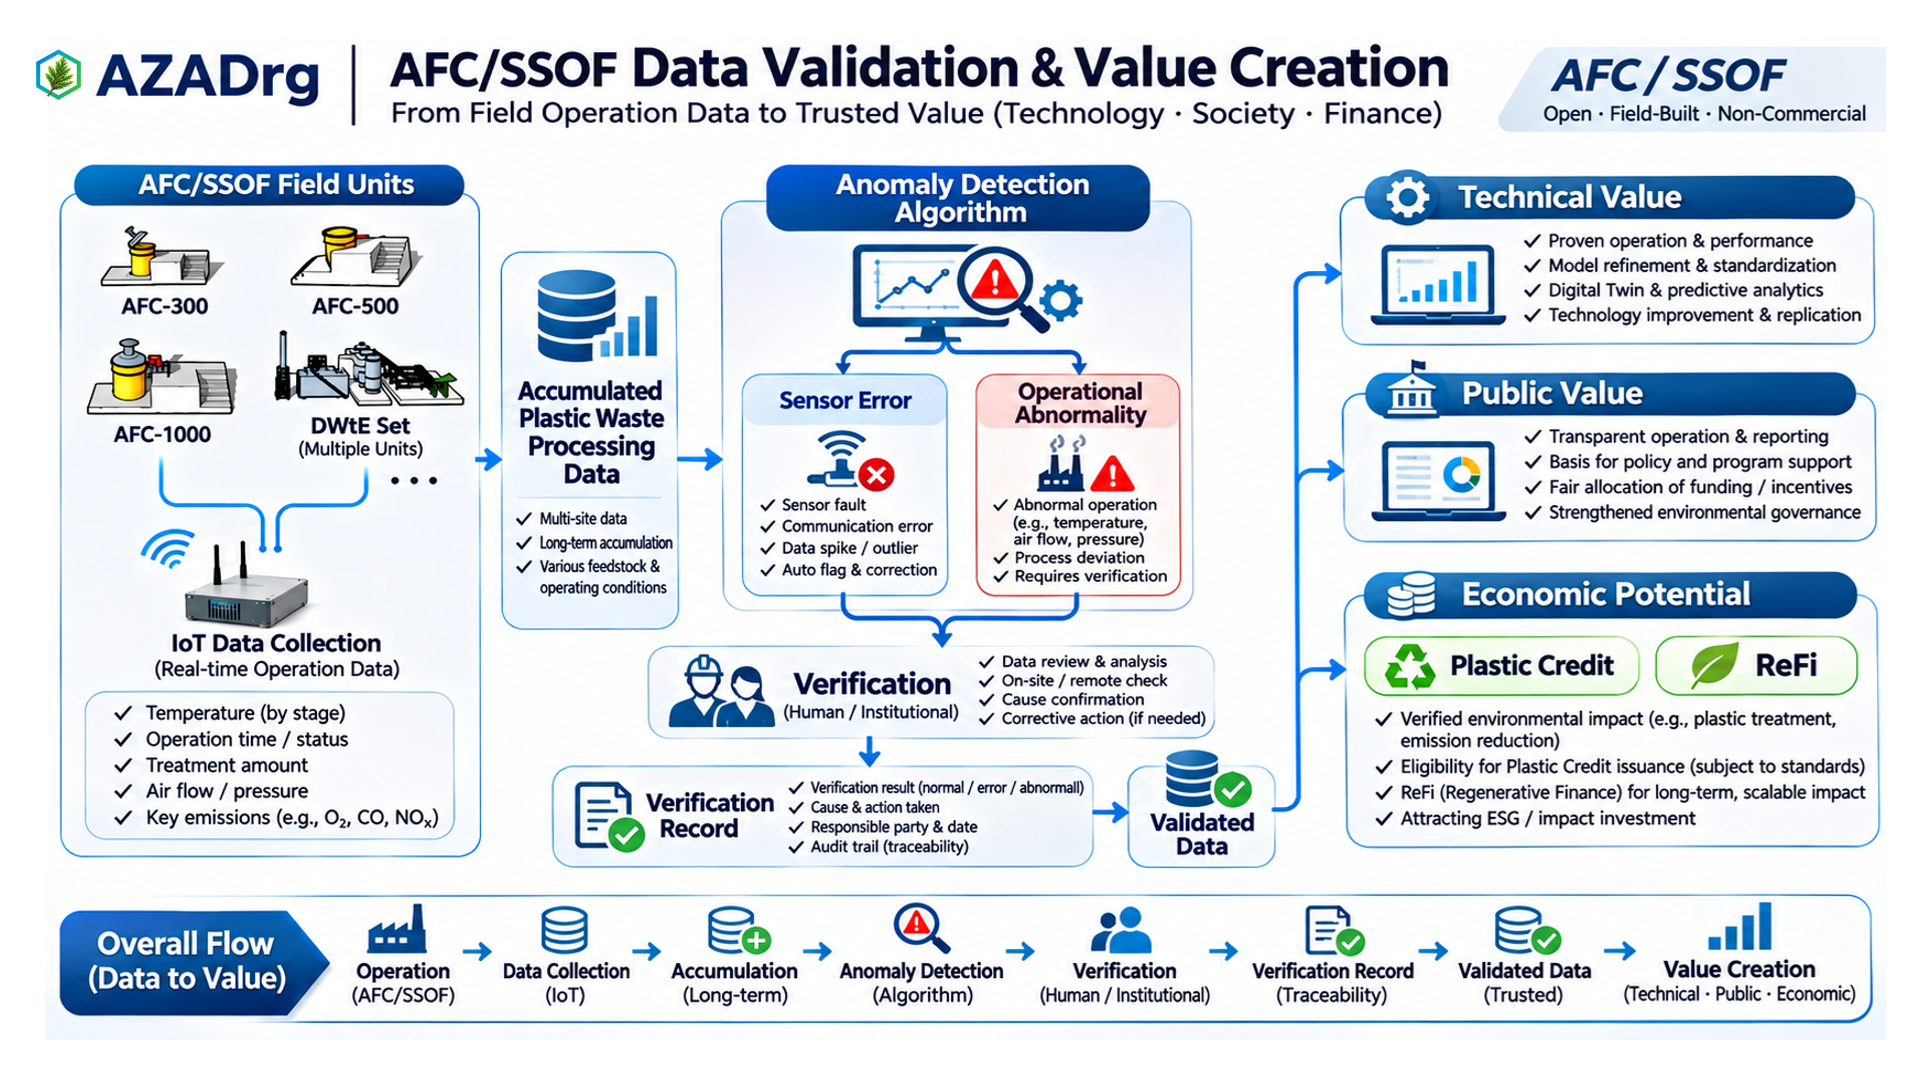 AZADrg
AFC/SSOF Data Validation & Value Creation
From Field Operation Data to Trusted Value (Technology · Society · Finance)
AFC / SSOF
Open · Field-Built · Non-Commercial
AFC/SSOF Field Units
AFC-300
AFC-500
AFC-1000
DWtE Set
(Multiple Units)
IoT Data Collection
(Real-time Operation Data)
✓ Temperature (by stage)
✓ Operation time / status
✓ Treatment amount
✓ Air flow / pressure
✓ Key emissions (e.g., O₂, CO, NOₓ)
Accumulated
Plastic Waste
Processing
Data
✓ Multi-site data
✓ Long-term accumulation
✓ Various feedstock &
operating conditions
Anomaly Detection
Algorithm
Sensor Error
✓ Sensor fault
✓ Communication error
✓ Data spike / outlier
✓ Auto flag & correction
Operational
Abnormality
✓ Abnormal operation
(e.g., temperature,
air flow, pressure)
✓ Process deviation
✓ Requires verification
Verification
(Human / Institutional)
✓ Data review & analysis
✓ On-site / remote check
✓ Cause confirmation
✓ Corrective action (if needed)
Verification
Record
✓ Verification result (normal / error / abnormall)
✓ Cause & action taken
✓ Responsible party & date
✓ Audit trail (traceability)
Validated
Data
Technical Value
✓ Proven operation & performance
✓ Model refinement & standardization
✓ Digital Twin & predictive analytics
✓ Technology improvement & replication
Public Value
✓ Transparent operation & reporting
✓ Basis for policy and program support
✓ Fair allocation of funding / incentives
✓ Strengthened environmental governance
Economic Potential
Plastic Credit
ReFi
✓ Verified environmental impact (e.g., plastic treatment,
emission reduction)
✓ Eligibility for Plastic Credit issuance (subject to standards)
✓ ReFi (Regenerative Finance) for long-term, scalable impact
✓ Attracting ESG / impact investment
Overall Flow
(Data to Value)
Operation
(AFC/SSOF)
Data Collection
(IoT)
Accumulation
(Long-term)
Anomaly Detection
(Algorithm)
Verification
(Human / Institutional)
Verification Record
(Traceability)
Validated Data
(Trusted)
Value Creation
(Technical · Public · Economic)